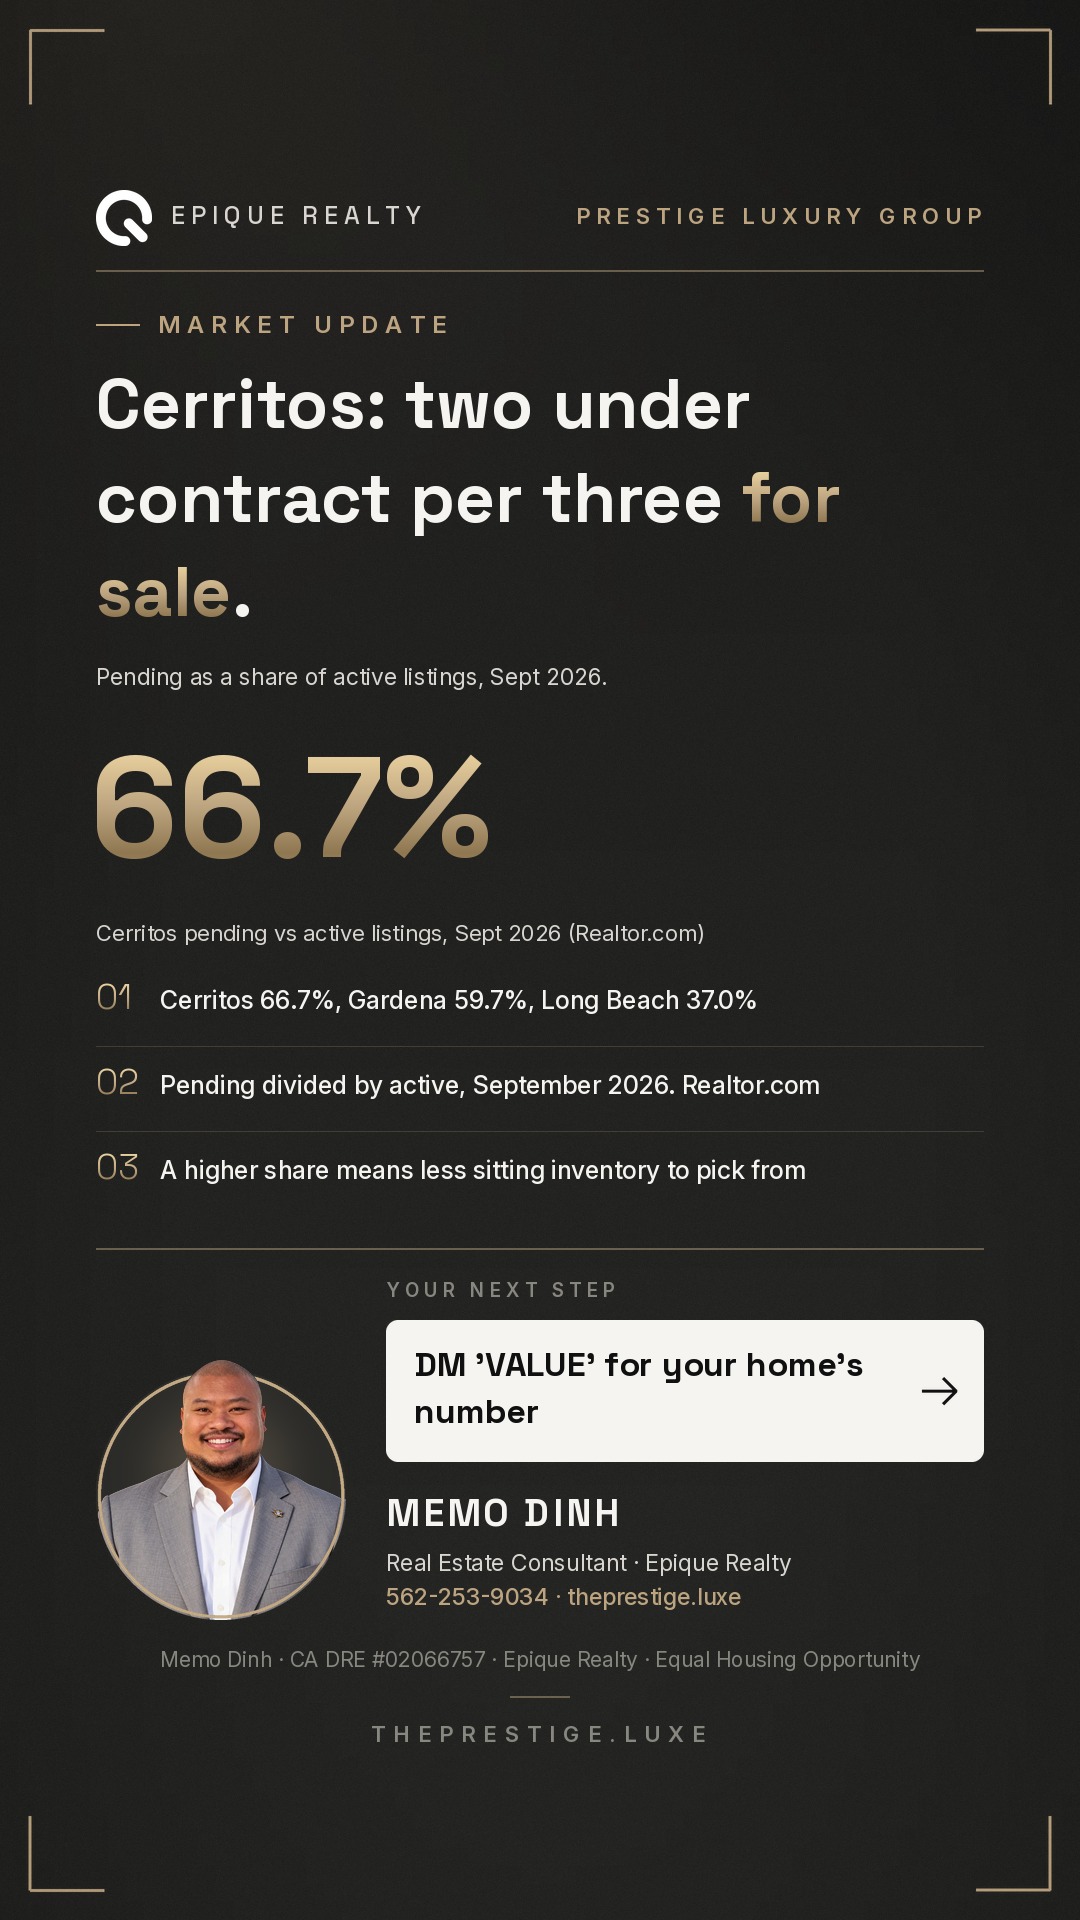 EPIQUE REALTY
PRESTIGE LUXURY GROUP
MARKET UPDATE
Cerritos: two under
contract per three for
sale.
Pending as a share of active listings, Sept 2026.
66.7%
Cerritos pending vs active listings, Sept 2026 (Realtor.com)
01 Cerritos 66.7%, Gardena 59.7%, Long Beach 37.0%
02 Pending divided by active, September 2026. Realtor.com
03 A higher share means less sitting inventory to pick from
YOUR NEXT STEP
DM ’VALUE’ for your home’s
number
MEMO DINH
Real Estate Consultant · Epique Realty
562-253-9034 · theprestige.luxe
Memo Dinh · CA DRE #02066757 · Epique Realty · Equal Housing Opportunity
THEPRESTIGE.LUXE